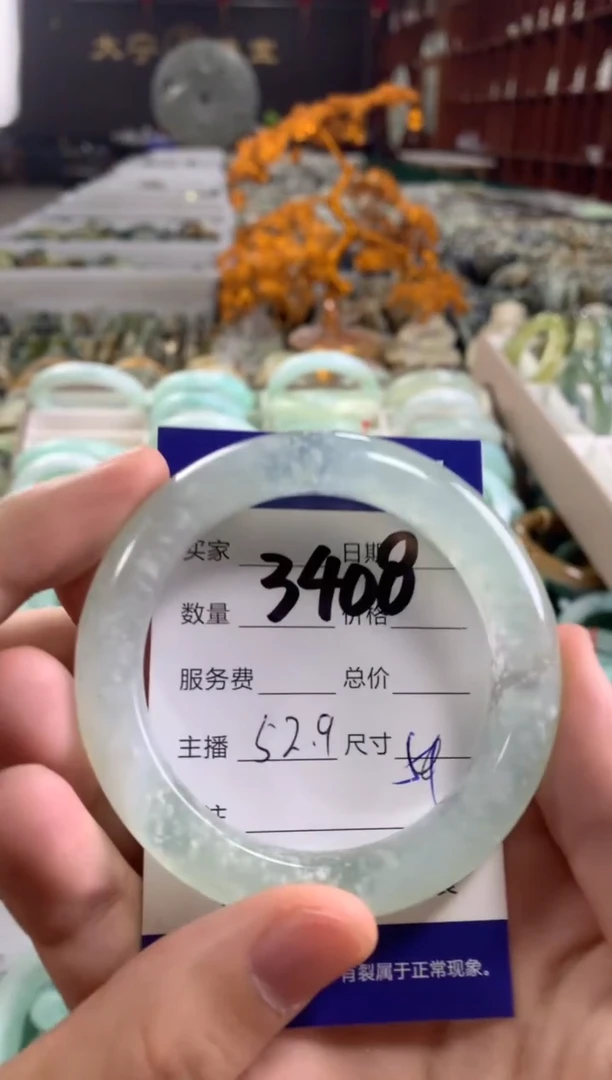 买家 日期
3408
数量 价格
服务费 总价
主播 52.9 尺寸
注
有裂属于正常现象。